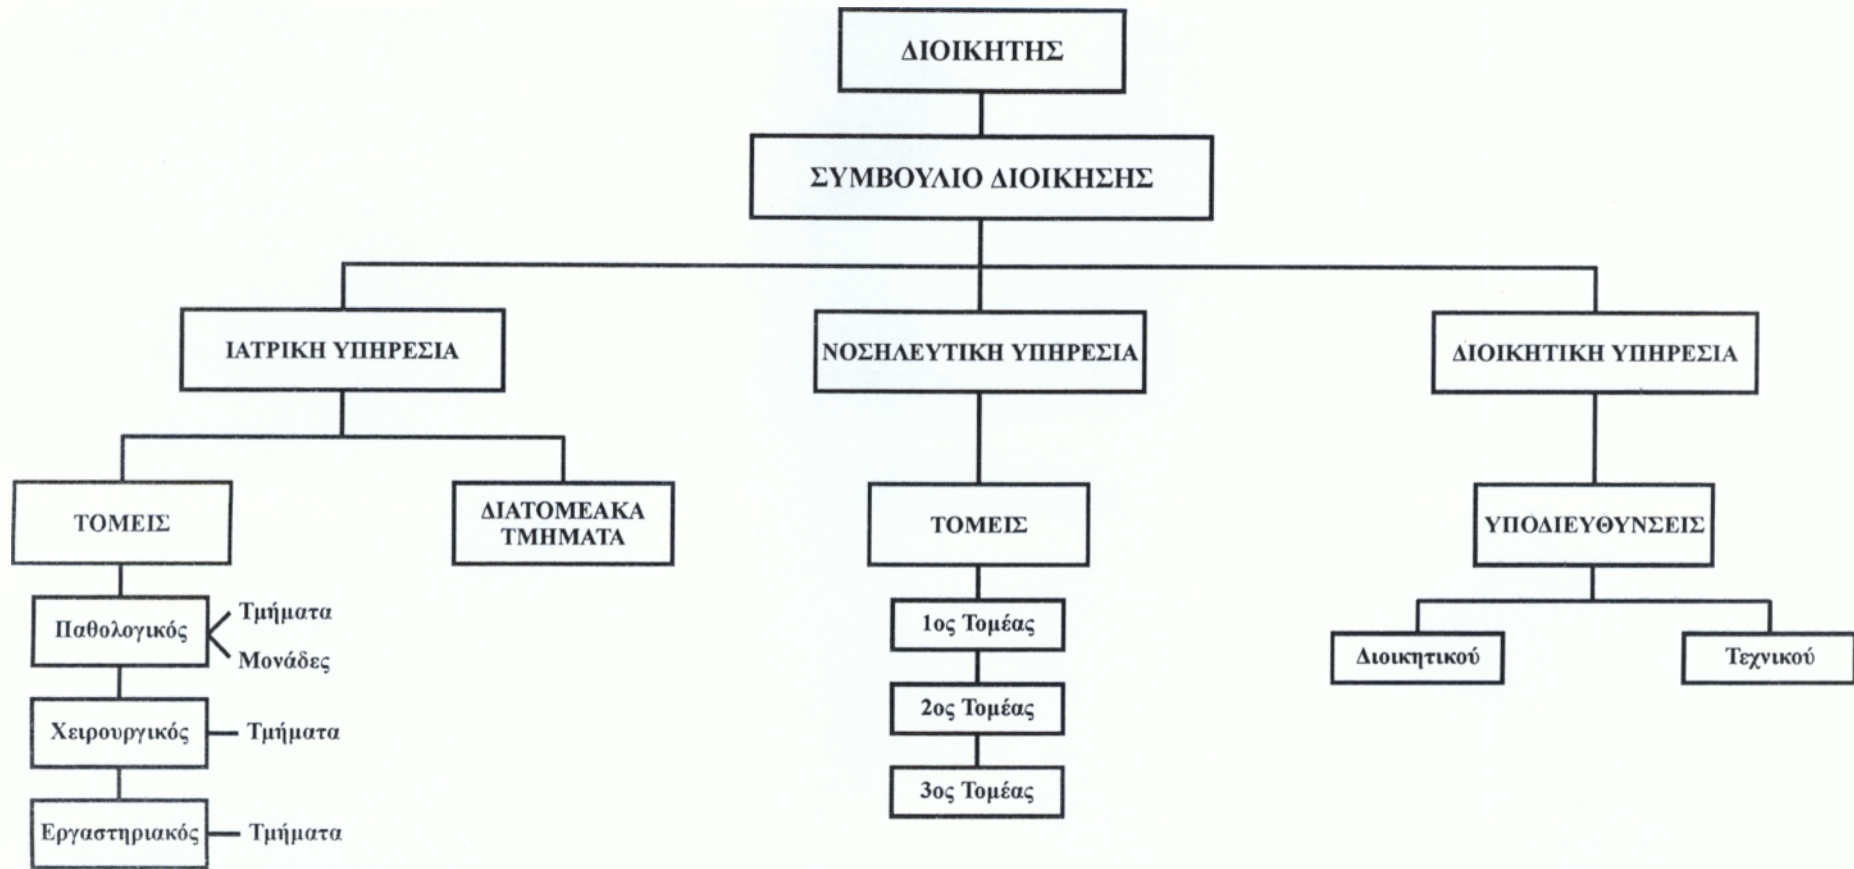 ΔΙΟΙΚΗΤΗΣ
ΣΥΜΒΟΥΛΙΟ ΔΙΟΙΚΗΣΗΣ
ΙΑΤΡΙΚΗ ΥΠΗΡΕΣΙΑ
ΝΟΣΗΛΕΥΤΙΚΗ ΥΠΗΡΕΣΙΑ
ΔΙΟΙΚΗΤΙΚΗ ΥΠΗΡΕΣΙΑ
ΤΟΜΕΙΣ
ΔΙΑΤΟΜΕΑΚΑ
ΤΜΗΜΑΤΑ
ΤΟΜΕΙΣ
ΥΠΟΔΙΕΥΘΥΝΣΕΙΣ
Παθολογικός
Τμήματα
Μονάδες
Χειρουργικός
Τμήματα
Εργαστηριακός
Τμήματα
1ος Τομέας
2ος Τομέας
3ος Τομέας
Διοικητικού
Τεχνικού